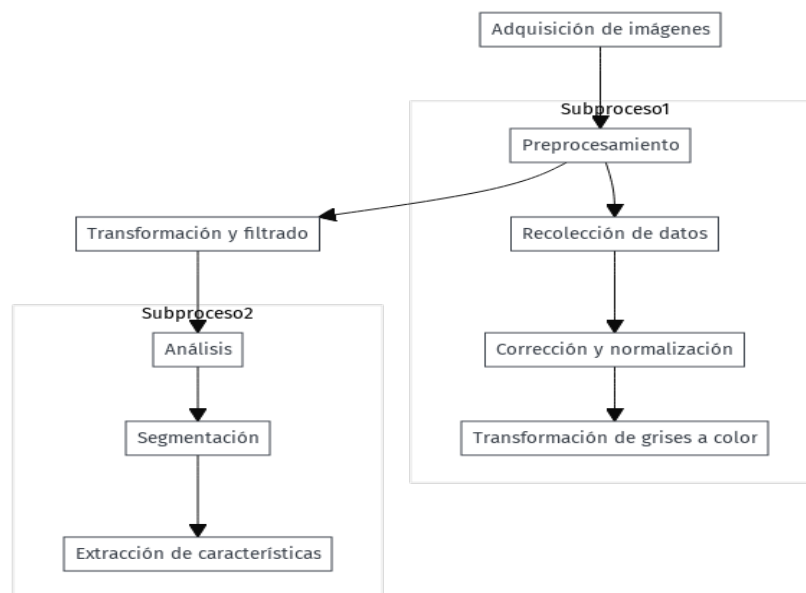 Adquisición de imágenes
Subproceso1
Preprocesamiento
Transformación y filtrado
Recolección de datos
Subproceso2
Análisis
Corrección y normalización
Segmentación
Transformación de grises a color
Extracción de características